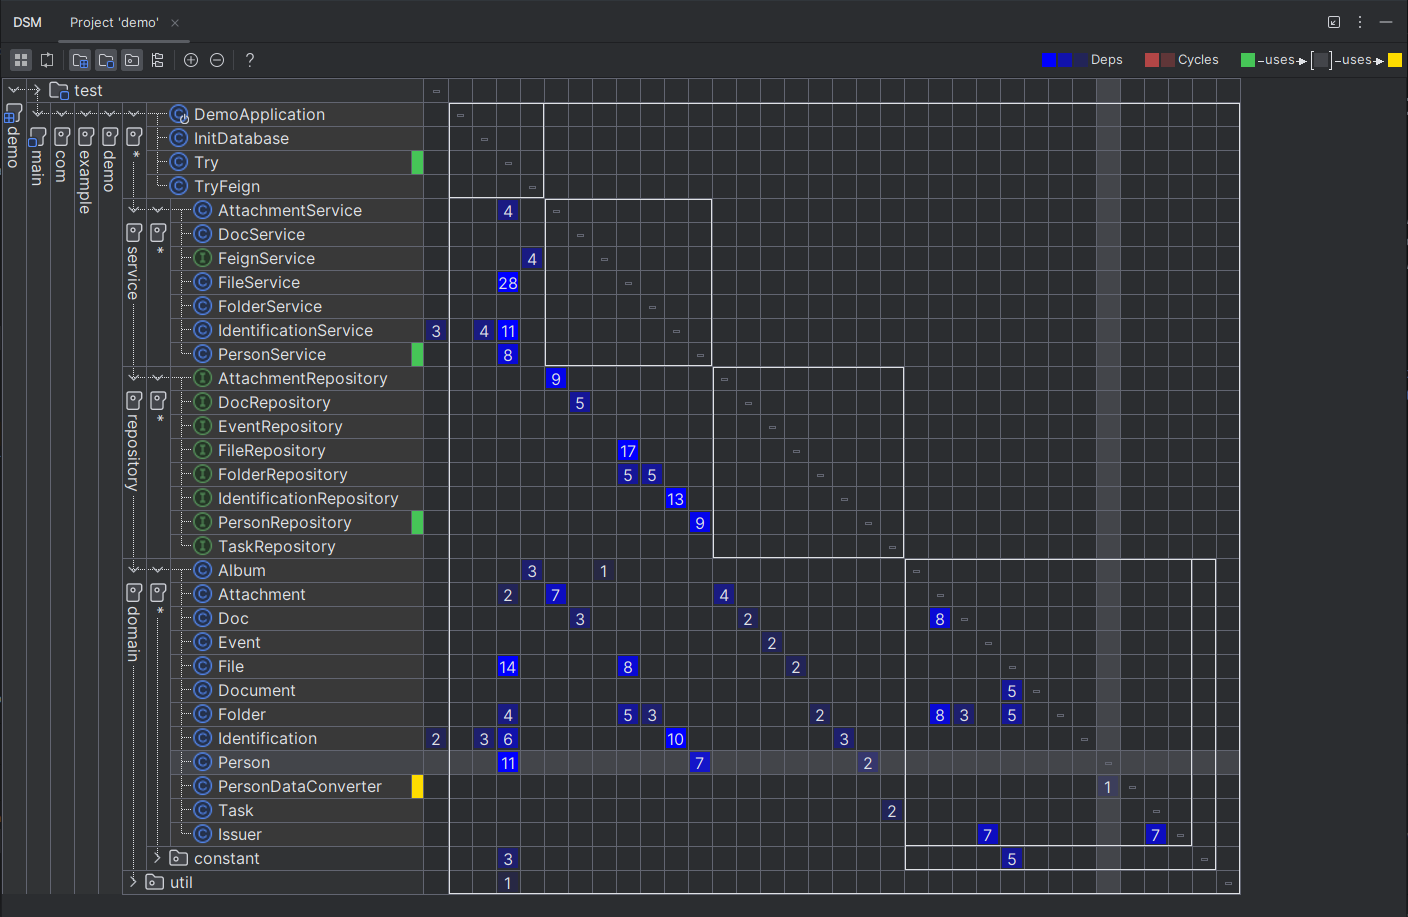 DSM Project 'demo'
Deps Cycles –uses→ –uses→
test –
demo main com example demo *
DemoApplication –
InitDatabase –
Try –
TryFeign –
service *
AttachmentService 4 –
DocService –
FeignService 4 –
FileService 28 –
FolderService –
IdentificationService 3 4 11 –
PersonService 8 –
repository *
AttachmentRepository 9 –
DocRepository 5 –
EventRepository –
FileRepository 17 –
FolderRepository 5 5 –
IdentificationRepository 13 –
PersonRepository 9 –
TaskRepository –
domain *
Album 3 1 –
Attachment 2 7 4 –
Doc 3 2 8 –
Event 2 –
File 14 8 2 –
Document 5 –
Folder 4 5 3 2 8 3 5 –
Identification 2 3 6 10 3 –
Person 11 7 2 –
PersonDataConverter 1 –
Task 2 –
Issuer 7 7 –
constant 3 5 –
util 1 –